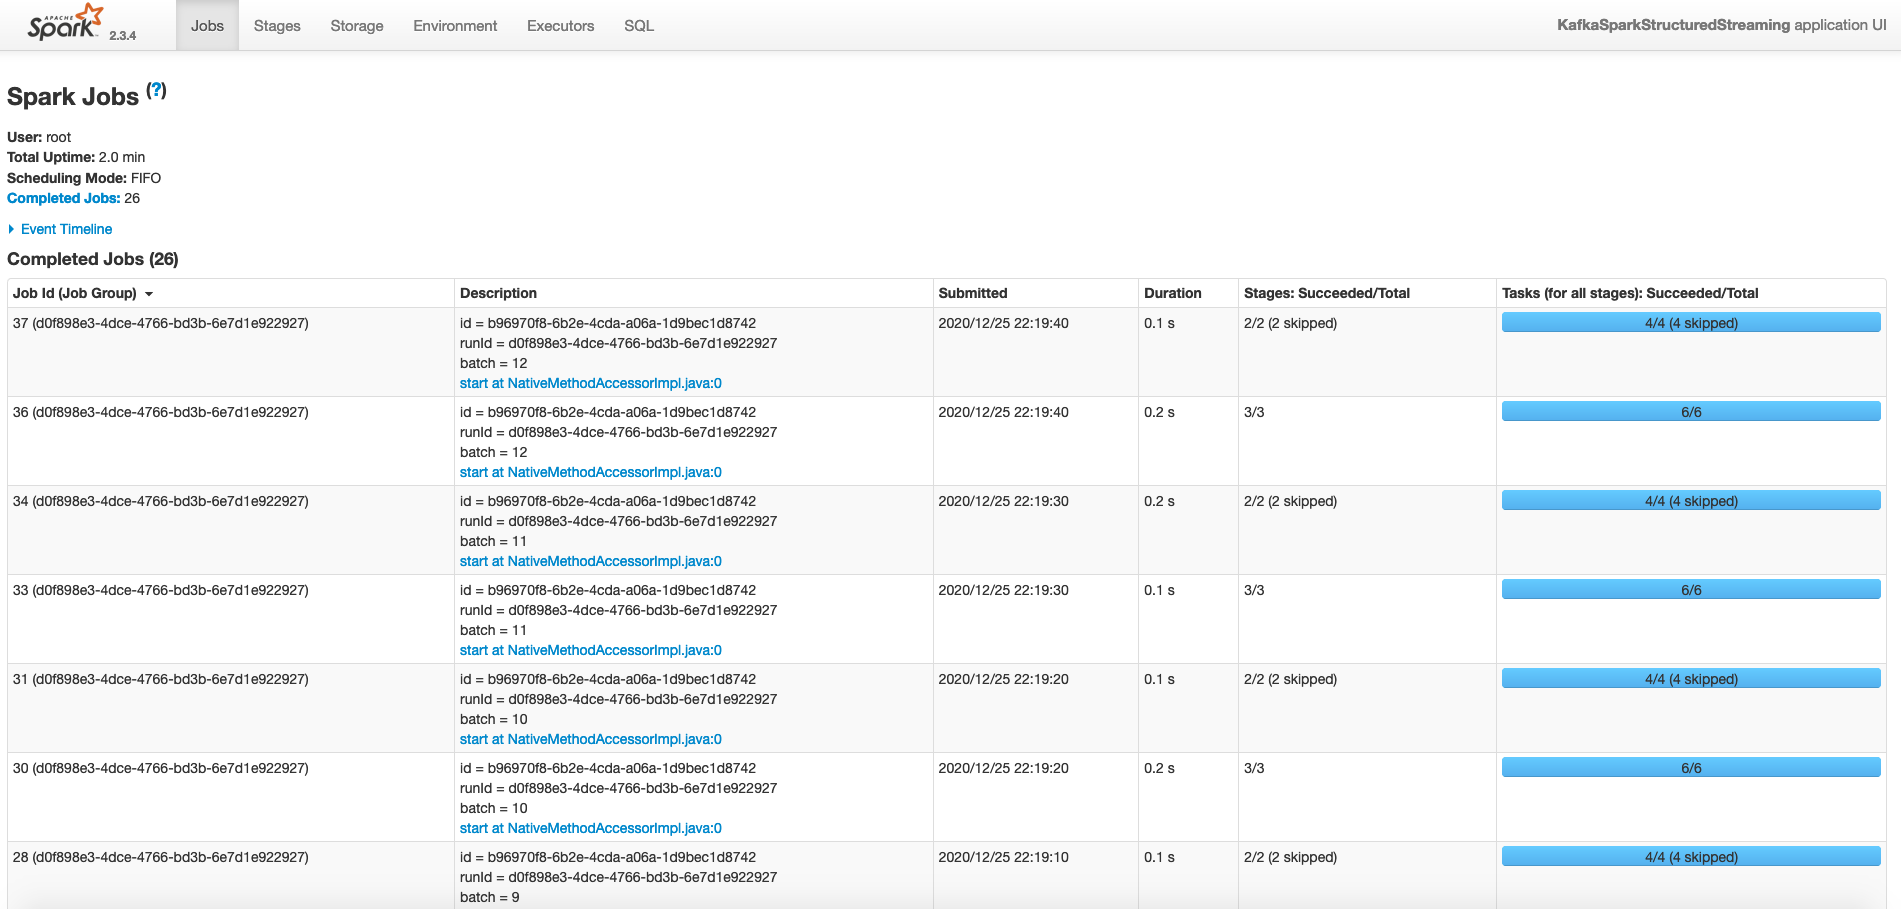 APACHE
Spark 2.3.4
Jobs Stages Storage Environment Executors SQL KafkaSparkStructuredStreaming application UI
Spark Jobs (?)
User: root
Total Uptime: 2.0 min
Scheduling Mode: FIFO
Completed Jobs: 26
Event Timeline
Completed Jobs (26)
Job Id (Job Group) Description Submitted Duration Stages: Succeeded/Total Tasks (for all stages): Succeeded/Total
37 (d0f898e3-4dce-4766-bd3b-6e7d1e922927) id = b96970f8-6b2e-4cda-a06a-1d9bec1d8742 2020/12/25 22:19:40 0.1 s 2/2 (2 skipped) 4/4 (4 skipped)
runId = d0f898e3-4dce-4766-bd3b-6e7d1e922927
batch = 12
start at NativeMethodAccessorImpl.java:0
36 (d0f898e3-4dce-4766-bd3b-6e7d1e922927) id = b96970f8-6b2e-4cda-a06a-1d9bec1d8742 2020/12/25 22:19:40 0.2 s 3/3 6/6
runId = d0f898e3-4dce-4766-bd3b-6e7d1e922927
batch = 12
start at NativeMethodAccessorImpl.java:0
34 (d0f898e3-4dce-4766-bd3b-6e7d1e922927) id = b96970f8-6b2e-4cda-a06a-1d9bec1d8742 2020/12/25 22:19:30 0.2 s 2/2 (2 skipped) 4/4 (4 skipped)
runId = d0f898e3-4dce-4766-bd3b-6e7d1e922927
batch = 11
start at NativeMethodAccessorImpl.java:0
33 (d0f898e3-4dce-4766-bd3b-6e7d1e922927) id = b96970f8-6b2e-4cda-a06a-1d9bec1d8742 2020/12/25 22:19:30 0.1 s 3/3 6/6
runId = d0f898e3-4dce-4766-bd3b-6e7d1e922927
batch = 11
start at NativeMethodAccessorImpl.java:0
31 (d0f898e3-4dce-4766-bd3b-6e7d1e922927) id = b96970f8-6b2e-4cda-a06a-1d9bec1d8742 2020/12/25 22:19:20 0.1 s 2/2 (2 skipped) 4/4 (4 skipped)
runId = d0f898e3-4dce-4766-bd3b-6e7d1e922927
batch = 10
start at NativeMethodAccessorImpl.java:0
30 (d0f898e3-4dce-4766-bd3b-6e7d1e922927) id = b96970f8-6b2e-4cda-a06a-1d9bec1d8742 2020/12/25 22:19:20 0.2 s 3/3 6/6
runId = d0f898e3-4dce-4766-bd3b-6e7d1e922927
batch = 10
start at NativeMethodAccessorImpl.java:0
28 (d0f898e3-4dce-4766-bd3b-6e7d1e922927) id = b96970f8-6b2e-4cda-a06a-1d9bec1d8742 2020/12/25 22:19:10 0.1 s 2/2 (2 skipped) 4/4 (4 skipped)
runId = d0f898e3-4dce-4766-bd3b-6e7d1e922927
batch = 9